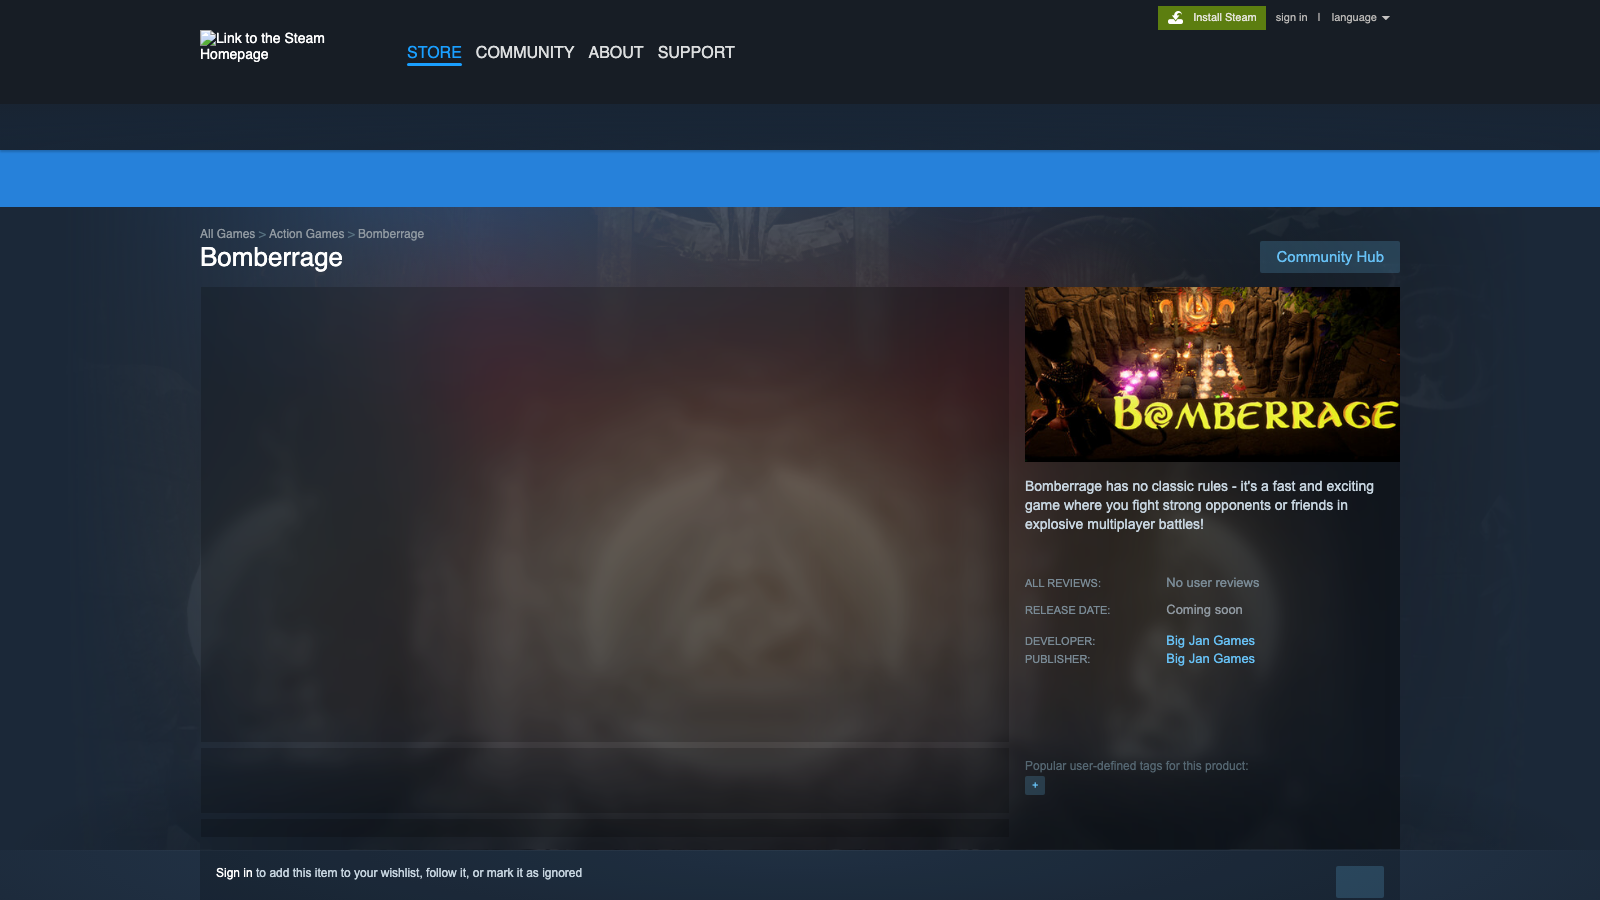 Install Steam
sign in | language
Link to the Steam
Homepage
STORE COMMUNITY ABOUT SUPPORT
All Games > Action Games > Bomberrage
Bomberrage
Community Hub
BOMBERRAGE
Bomberrage has no classic rules - it's a fast and exciting
game where you fight strong opponents or friends in
explosive multiplayer battles!
ALL REVIEWS: No user reviews
RELEASE DATE: Coming soon
DEVELOPER: Big Jan Games
PUBLISHER: Big Jan Games
Popular user-defined tags for this product:
+
Sign in to add this item to your wishlist, follow it, or mark it as ignored